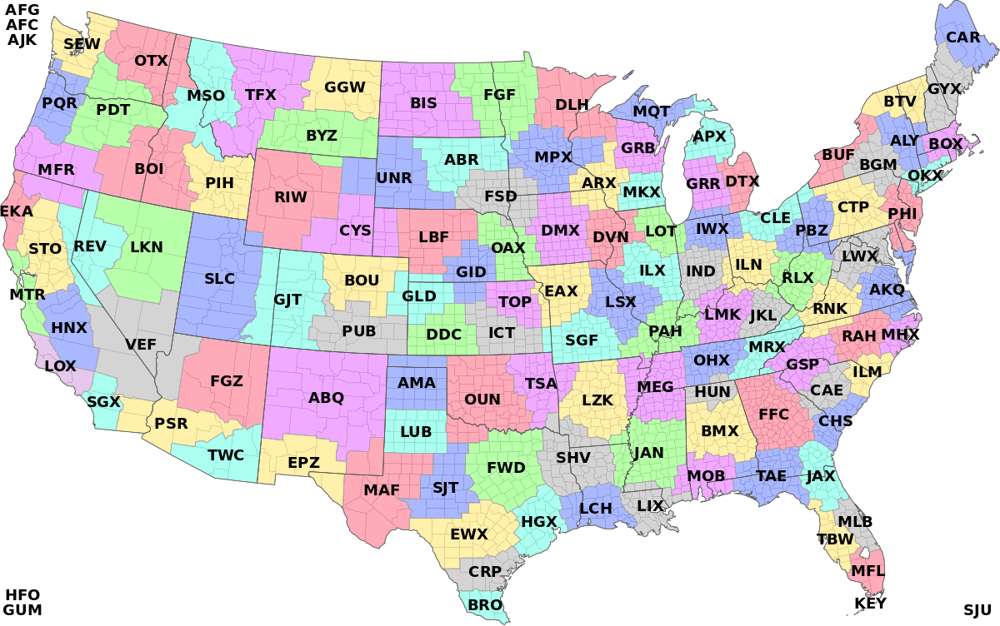 AFG
AFC
AJK
CAR
SEW
OTX
GGW
GYX
MSO
TFX
FGF
BIS
DLH
BTV
PQR
PDT
MQT
BYZ
APX
ALY
BOX
GRB
MPX
BUF
BGM
ABR
MFR
BOI
PIH
UNR
OKX
ARX
GRR
DTX
MKX
RIW
FSD
CTP
EKA
PHI
CLE
CYS
DMX
IWX
PBZ
LOT
DVN
LBF
STO
REV
LKN
OAX
LWX
ILN
GID
ILX
IND
SLC
BOU
RLX
AKQ
MTR
GJT
GLD
TOP
EAX
LSX
RNK
LMK
JKL
HNX
PUB
DDC
ICT
PAH
RAH
MHX
SGF
VEF
MRX
LOX
OHX
GSP
ILM
FGZ
AMA
TSA
MEG
HUN
CAE
SGX
ABQ
OUN
LZK
FFC
PSR
LUB
BMX
CHS
TWC
EPZ
SHV
JAN
FWD
MOB
TAE
JAX
MAF
SJT
LCH
LIX
HGX
MLB
EWX
TBW
CRP
MFL
HFO
GUM
BRO
KEY
SJU